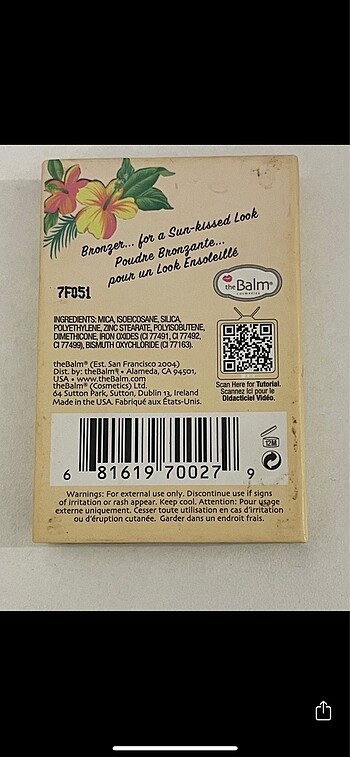 Bronzer... for a Sun-kissed Look
Poudre Bronzante...
pour un Look Ensoleillé
7F051
theBalm®
cosmetics
INGREDIENTS: MICA, ISOEICOSANE, SILICA,
POLYETHYLENE, ZINC STEARATE, POLYISOBUTENE,
DIMETHICONE, IRON OXIDES (CI 77491, CI 77492,
CI 77499), BISMUTH OXYCHLORIDE (CI 77163).
theBalm® (Est. San Francisco 2004)
Dist. by: theBalm® • Alameda, CA 94501,
USA • www.theBalm.com
theBalm® (Cosmetics) Ltd.
64 Sutton Park, Sutton, Dublin 13, Ireland
Made in the USA. Fabriqué aux États-Unis.
Scan Here for Tutorial.
Scannez Ici pour le
Didacticiel Vidéo.
6 81619 70027 9
12M
Warnings: For external use only. Discontinue use if signs
of irritation or rash appear. Keep cool. Attention: Pour usage
externe uniquement. Cesser toute utilisation en cas d'irritation
ou d'éruption cutanée. Garder dans un endroit frais.